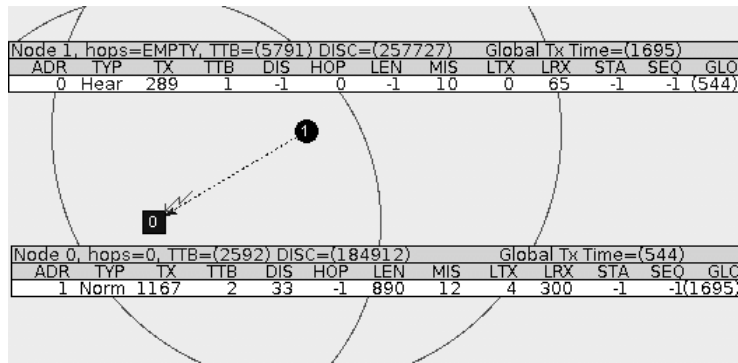 Node 1, hops=EMPTY, TTB=(5791) DISC=(257727) Global Tx Time=(1695)
ADR TYP TX TTB DIS HOP LEN MIS LTX LRX STA SEQ GLO
0 Hear 289 1 -1 0 -1 10 0 65 -1 -1 (544)
1
0
Node 0, hops=0, TTB=(2592) DISC=(184912) Global Tx Time=(544)
ADR TYP TX TTB DIS HOP LEN MIS LTX LRX STA SEQ GLO
1 Norm 1167 2 33 -1 890 12 4 300 -1 -1(1695)